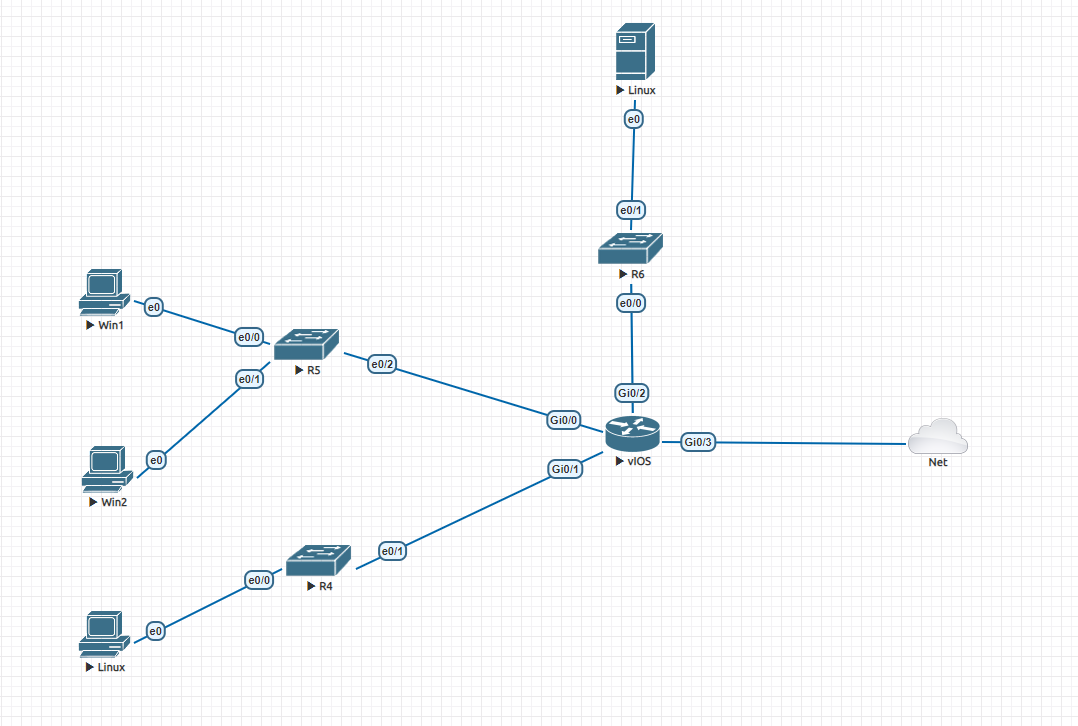 Linux
e0
e0/1
R6
e0/0
Win1
e0
e0/0
R5
e0/1
e0/2
Gi0/2
Gi0/0
vIOS
Gi0/3
Net
Win2
e0
Gi0/1
R4
e0/1
e0/0
Linux
e0